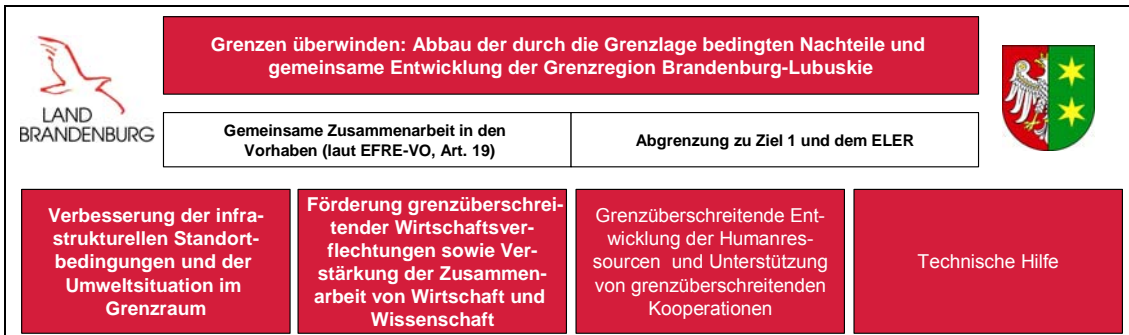 Grenzen überwinden: Abbau der durch die Grenzlage bedingten Nachteile und
gemeinsame Entwicklung der Grenzregion Brandenburg-Lubuskie
LAND
BRANDENBURG
Gemeinsame Zusammenarbeit in den
Vorhaben (laut EFRE-VO, Art. 19)
Abgrenzung zu Ziel 1 und dem ELER
Verbesserung der infra-
strukturellen Standort-
bedingungen und der
Umweltsituation im
Grenzraum
Förderung grenzüberschrei-
tender Wirtschaftsver-
flechtungen sowie Ver-
stärkung der Zusammen-
arbeit von Wirtschaft und
Wissenschaft
Grenzüberschreitende Ent-
wicklung der Humanres-
sourcen und Unterstützung
von grenzüberschreitenden
Kooperationen
Technische Hilfe